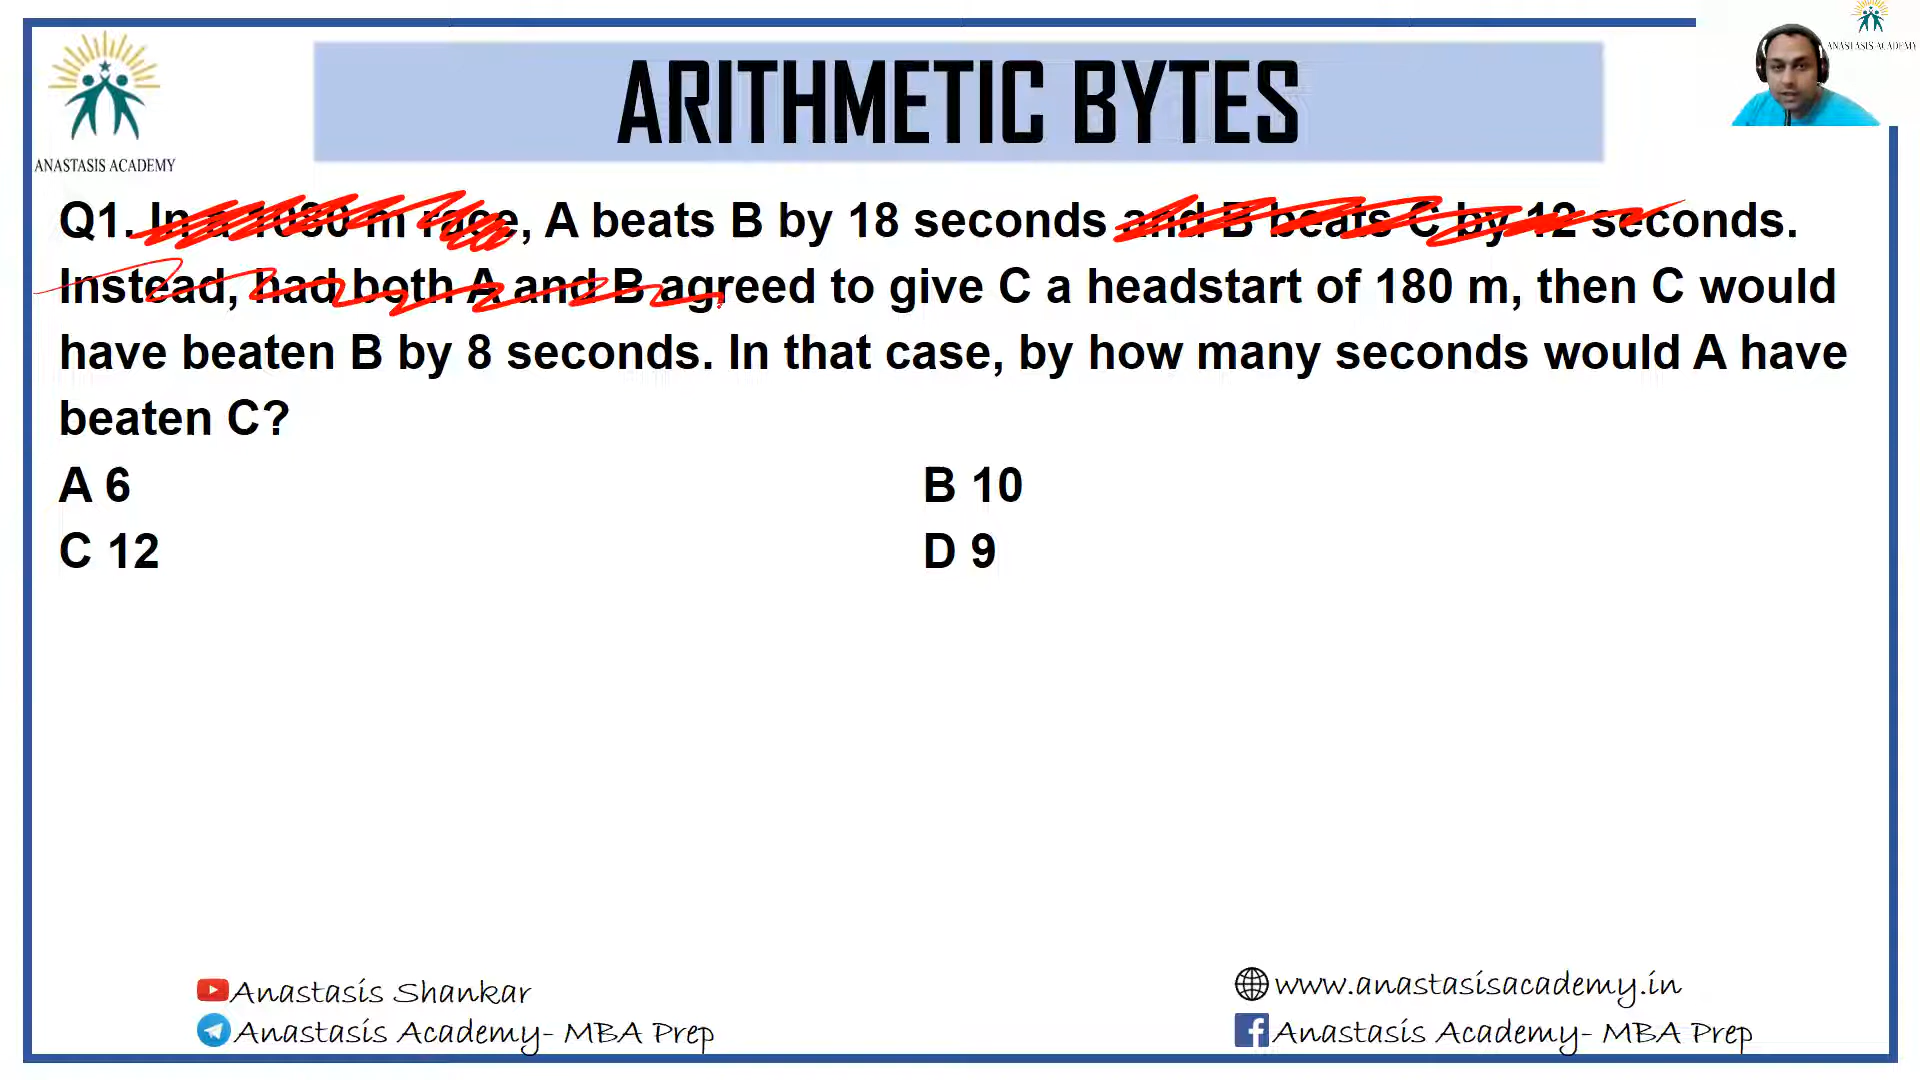 ANASTASIS ACADEMY
ARITHMETIC BYTES
ANASTASIS ACADEMY
Q1. In a 1080 m race, A beats B by 18 seconds and B beats C by 12 seconds.
Instead, had both A and B agreed to give C a headstart of 180 m, then C would
have beaten B by 8 seconds. In that case, by how many seconds would A have
beaten C?
A 6
B 10
C 12
D 9
Anastasis Shankar
www.anastasisacademy.in
Anastasis Academy- MBA Prep
Anastasis Academy- MBA Prep